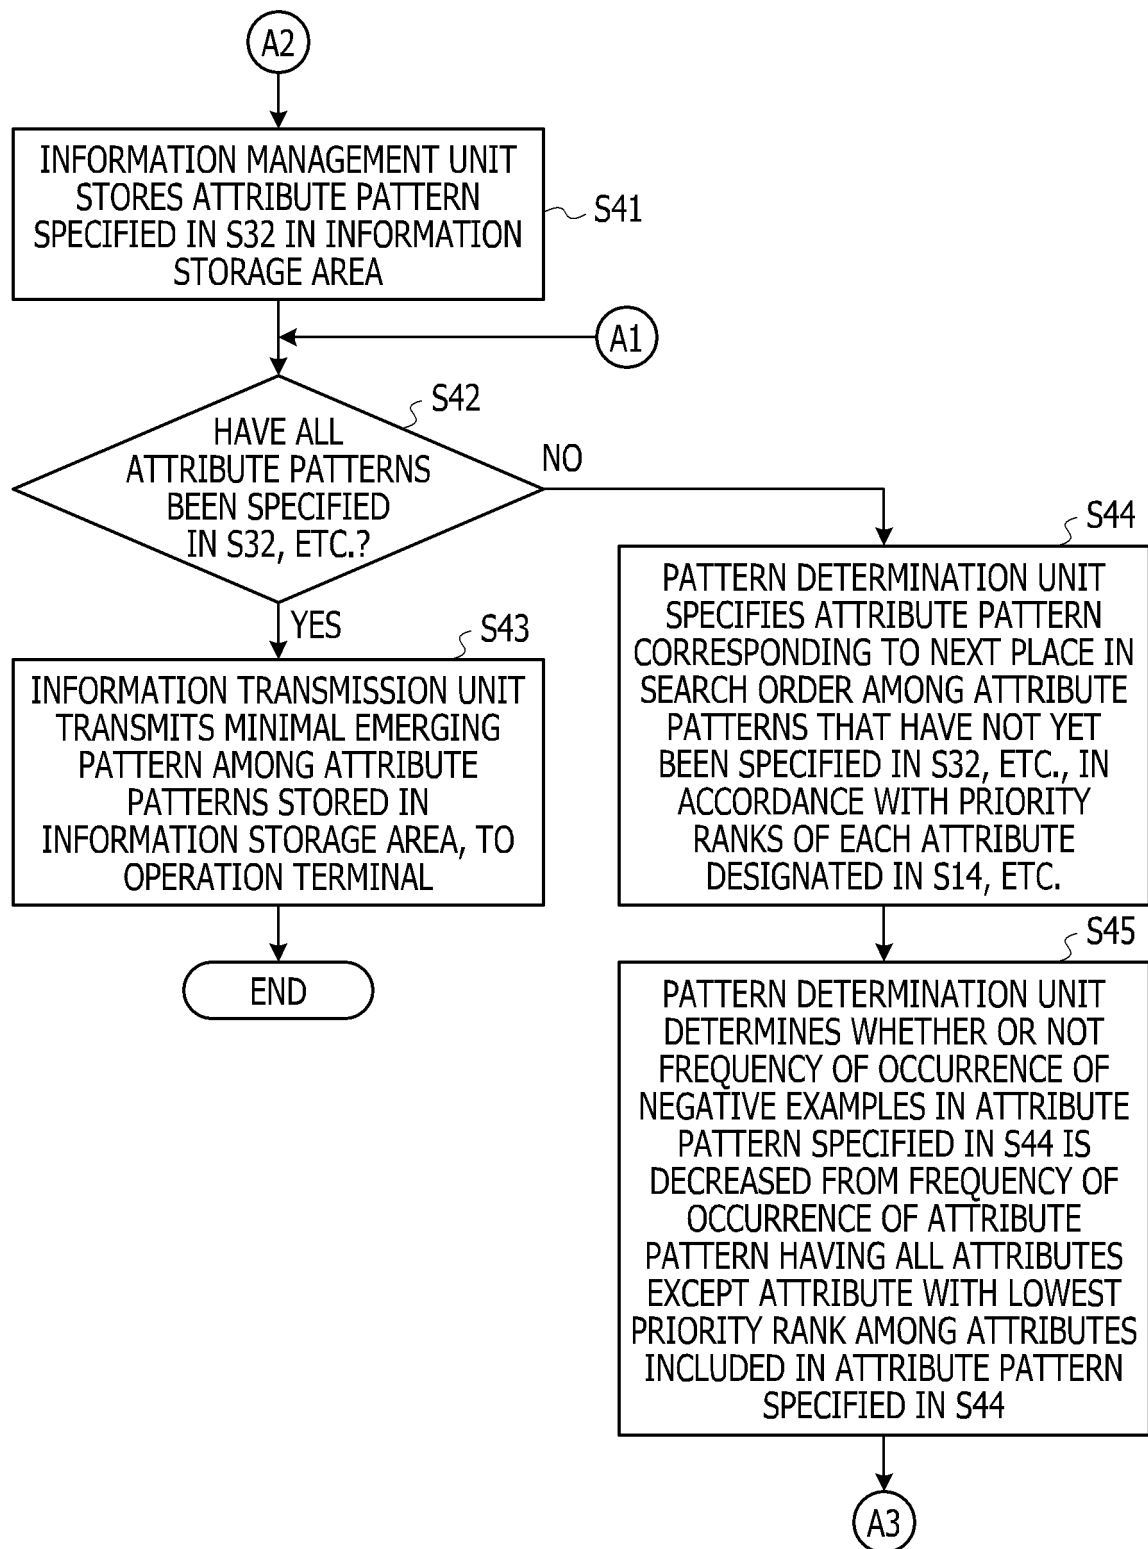 A2
INFORMATION MANAGEMENT UNIT
STORES ATTRIBUTE PATTERN
SPECIFIED IN S32 IN INFORMATION
STORAGE AREA
S41
A1
S42
HAVE ALL
ATTRIBUTE PATTERNS
BEEN SPECIFIED
IN S32, ETC.?
NO
YES
S43
INFORMATION TRANSMISSION UNIT
TRANSMITS MINIMAL EMERGING
PATTERN AMONG ATTRIBUTE
PATTERNS STORED IN
INFORMATION STORAGE AREA, TO
OPERATION TERMINAL
END
S44
PATTERN DETERMINATION UNIT
SPECIFIES ATTRIBUTE PATTERN
CORRESPONDING TO NEXT PLACE IN
SEARCH ORDER AMONG ATTRIBUTE
PATTERNS THAT HAVE NOT YET
BEEN SPECIFIED IN S32, ETC., IN
ACCORDANCE WITH PRIORITY
RANKS OF EACH ATTRIBUTE
DESIGNATED IN S14, ETC.
S45
PATTERN DETERMINATION UNIT
DETERMINES WHETHER OR NOT
FREQUENCY OF OCCURRENCE OF
NEGATIVE EXAMPLES IN ATTRIBUTE
PATTERN SPECIFIED IN S44 IS
DECREASED FROM FREQUENCY OF
OCCURRENCE OF ATTRIBUTE
PATTERN HAVING ALL ATTRIBUTES
EXCEPT ATTRIBUTE WITH LOWEST
PRIORITY RANK AMONG ATTRIBUTES
INCLUDED IN ATTRIBUTE PATTERN
SPECIFIED IN S44
A3